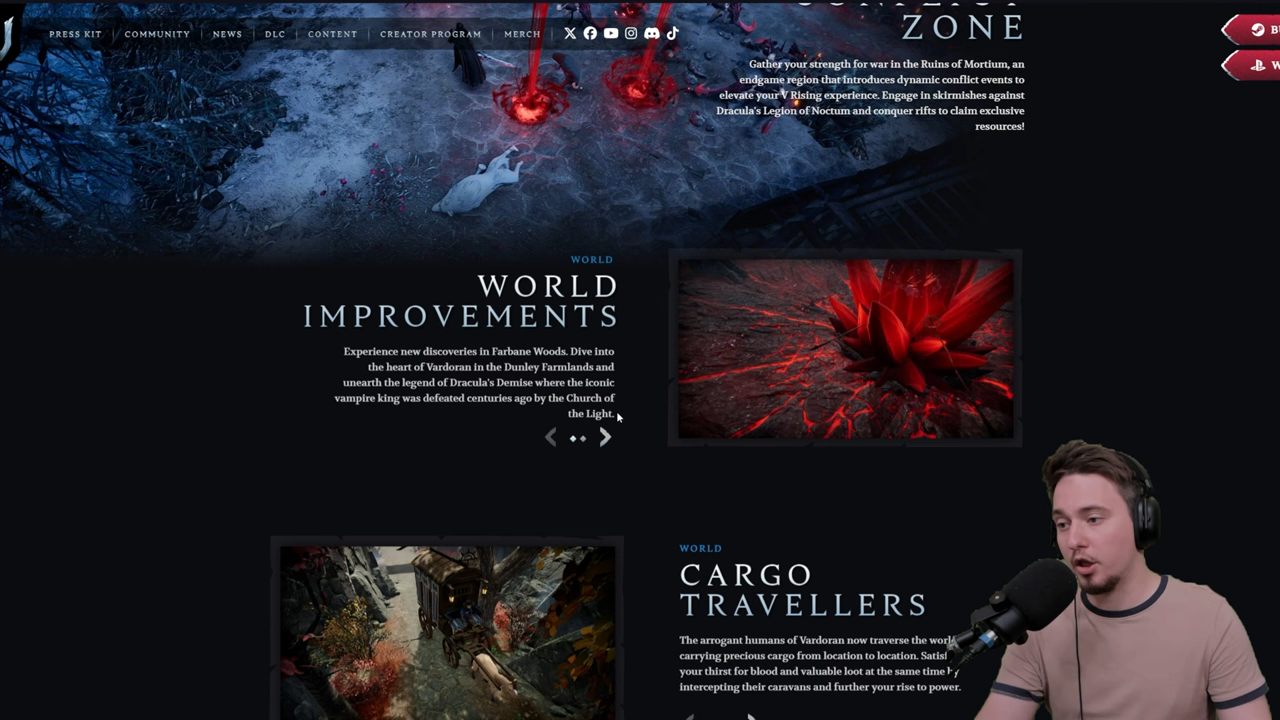 PRESS KIT COMMUNITY NEWS DLC CONTENT CREATOR PROGRAM MERCH
ZONE
Gather your strength for war in the Ruins of Mortium, an
endgame region that introduces dynamic conflict events to
elevate your V Rising experience. Engage in skirmishes against
Dracula's Legion of Noctum and conquer rifts to claim exclusive
resources!
WORLD
WORLD
IMPROVEMENTS
Experience new discoveries in Farbane Woods. Dive into
the heart of Vardoran in the Dunley Farmlands and
unearth the legend of Dracula's Demise where the iconic
vampire king was defeated centuries ago by the Church of
the Light.
WORLD
CARGO
TRAVELLERS
The arrogant humans of Vardoran now traverse the world
carrying precious cargo from location to location. Satis
your thirst for blood and valuable loot at the same time by
intercepting their caravans and further your rise to power.